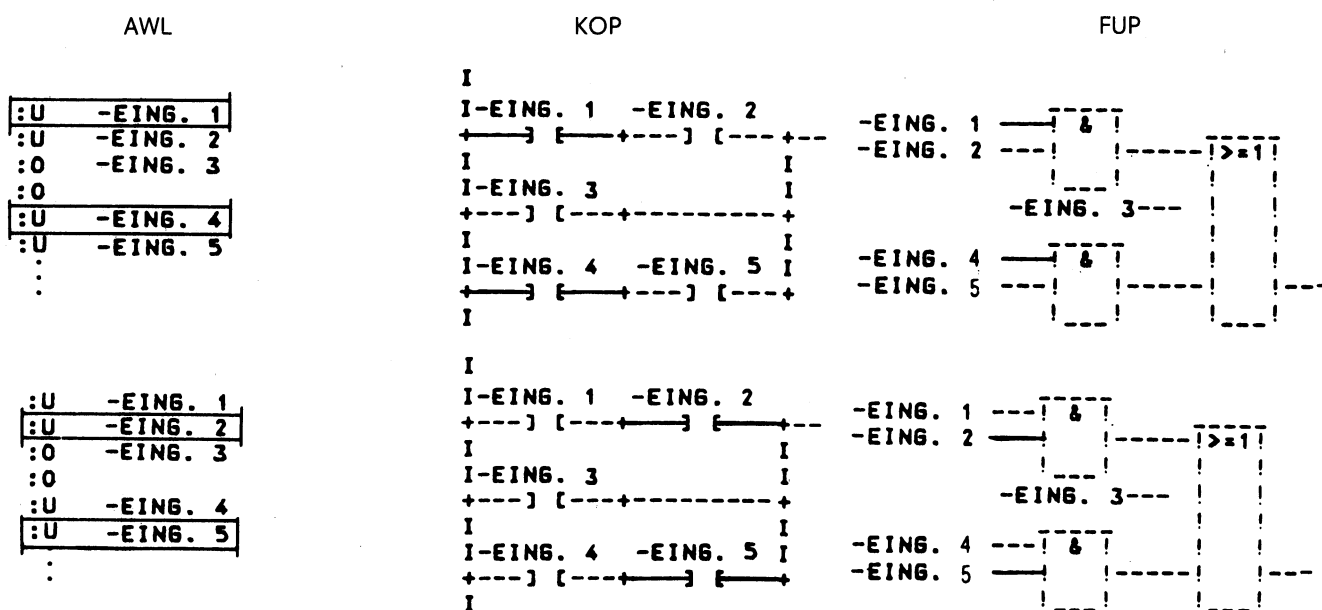 AWL
KOP
FUP
:U -EING. 1
:U -EING. 2
:O -EING. 3
:O
:U -EING. 4
:U -EING. 5
.
.
I
I-EING. 1 -EING. 2
+---] [---+---] [---+--
I I
I-EING. 3 I
+---] [---+---------+
I I
I-EING. 4 -EING. 5 I
+---] [---+---] [---+
I
-EING. 1 ---! & !
-EING. 2 ---! !-----!>=1!
-EING. 3---
-EING. 4 ---! & !
-EING. 5 ---! !-----! !---
:U -EING. 1
:U -EING. 2
:O -EING. 3
:O
:U -EING. 4
:U -EING. 5
.
.
I
I-EING. 1 -EING. 2
+---] [---+---] [---+--
I I
I-EING. 3 I
+---] [---+---------+
I I
I-EING. 4 -EING. 5 I
+---] [---+---] [---+
I
-EING. 1 ---! & !
-EING. 2 ---! !-----!>=1!
-EING. 3---
-EING. 4 ---! & !
-EING. 5 ---! !-----! !---